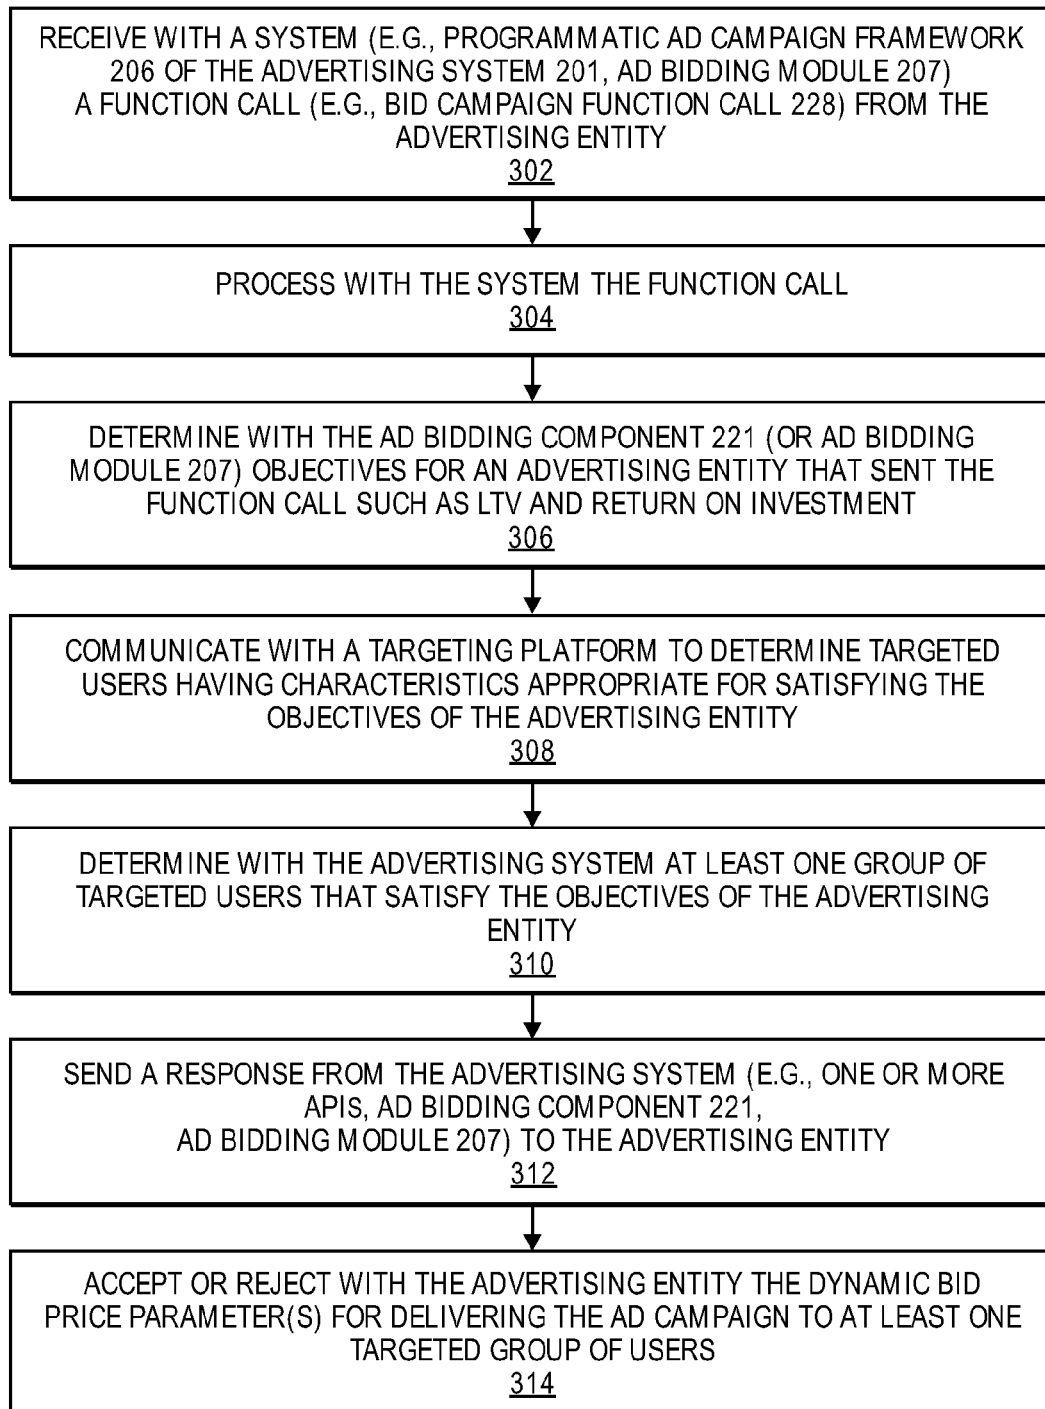 RECEIVE WITH A SYSTEM (E.G., PROGRAMMATIC AD CAMPAIGN FRAMEWORK
206 OF THE ADVERTISING SYSTEM 201, AD BIDDING MODULE 207)
A FUNCTION CALL (E.G., BID CAMPAIGN FUNCTION CALL 228) FROM THE
ADVERTISING ENTITY
302
PROCESS WITH THE SYSTEM THE FUNCTION CALL
304
DETERMINE WITH THE AD BIDDING COMPONENT 221 (OR AD BIDDING
MODULE 207) OBJECTIVES FOR AN ADVERTISING ENTITY THAT SENT THE
FUNCTION CALL SUCH AS LTV AND RETURN ON INVESTMENT
306
COMMUNICATE WITH A TARGETING PLATFORM TO DETERMINE TARGETED
USERS HAVING CHARACTERISTICS APPROPRIATE FOR SATISFYING THE
OBJECTIVES OF THE ADVERTISING ENTITY
308
DETERMINE WITH THE ADVERTISING SYSTEM AT LEAST ONE GROUP OF
TARGETED USERS THAT SATISFY THE OBJECTIVES OF THE ADVERTISING
ENTITY
310
SEND A RESPONSE FROM THE ADVERTISING SYSTEM (E.G., ONE OR MORE
APIs, AD BIDDING COMPONENT 221,
AD BIDDING MODULE 207) TO THE ADVERTISING ENTITY
312
ACCEPT OR REJECT WITH THE ADVERTISING ENTITY THE DYNAMIC BID
PRICE PARAMETER(S) FOR DELIVERING THE AD CAMPAIGN TO AT LEAST ONE
TARGETED GROUP OF USERS
314